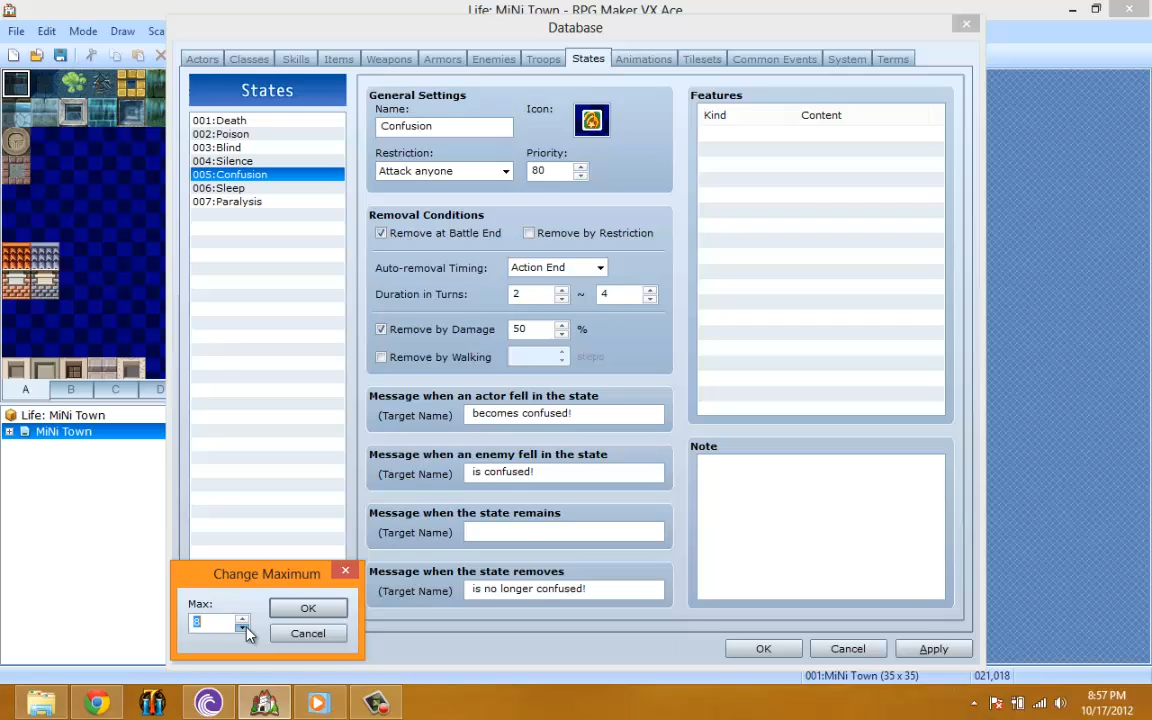 Life: MiNi Town - RPG Maker VX Ace
File Edit Mode Draw Sca
Database
Actors Classes Skills Items Weapons Armors Enemies Troops States Animations Tilesets Common Events System Terms
States
001:Death
002:Poison
003:Blind
004:Silence
005:Confusion
006:Sleep
007:Paralysis
General Settings
Name: Icon:
Confusion
Restriction: Priority:
Attack anyone 80
Removal Conditions
Remove at Battle End Remove by Restriction
Auto-removal Timing: Action End
Duration in Turns: 2 ~ 4
Remove by Damage 50 %
Remove by Walking steps
Message when an actor fell in the state
(Target Name) becomes confused!
Message when an enemy fell in the state
(Target Name) is confused!
Message when the state remains
(Target Name)
Message when the state removes
(Target Name) is no longer confused!
Features
Kind Content
Note
A B C D
Life: MiNi Town
MiNi Town
Change Maximum
Max: OK
8
Cancel
OK Cancel Apply
001:MiNi Town (35 x 35) 021,018
8:57 PM
10/17/2012